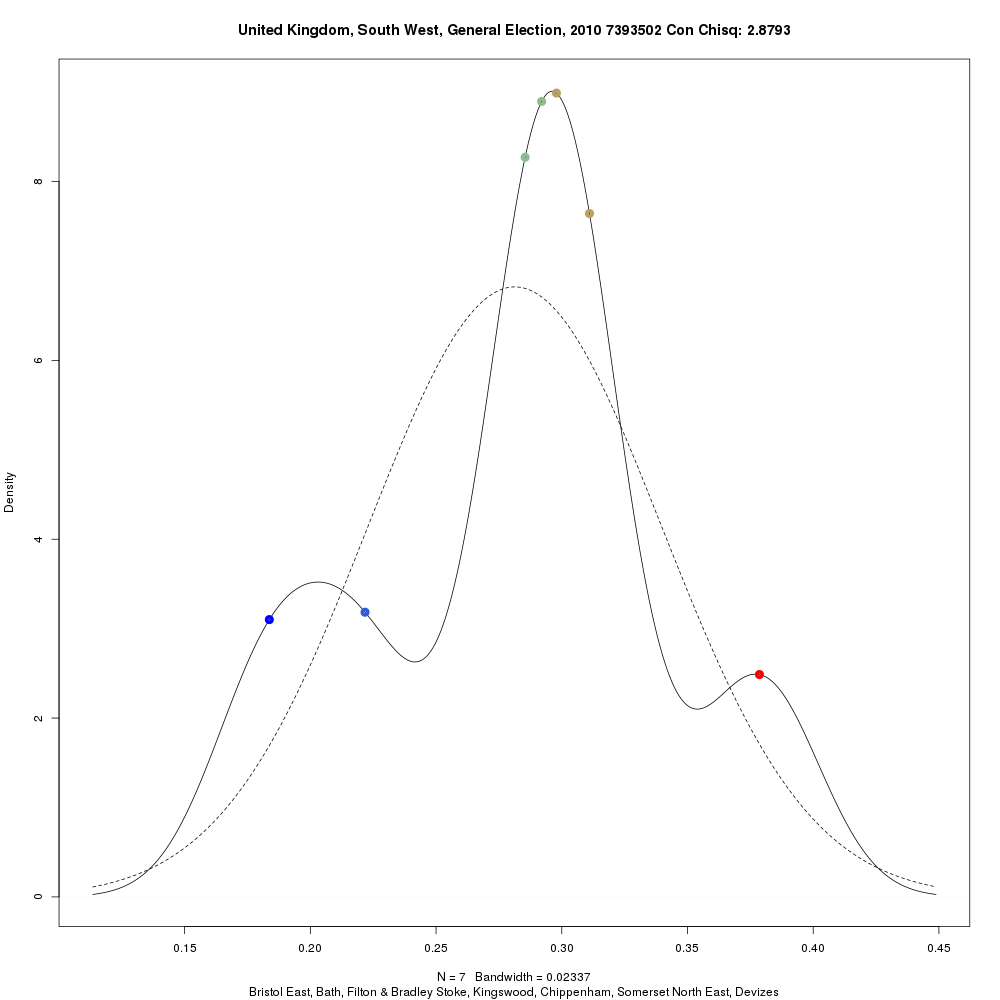 United Kingdom, South West, General Election, 2010 7393502 Con Chisq: 2.8793
Density
8
6
4
2
0
0.15 0.20 0.25 0.30 0.35 0.40 0.45
N = 7 Bandwidth = 0.02337
Bristol East, Bath, Filton & Bradley Stoke, Kingswood, Chippenham, Somerset North East, Devizes